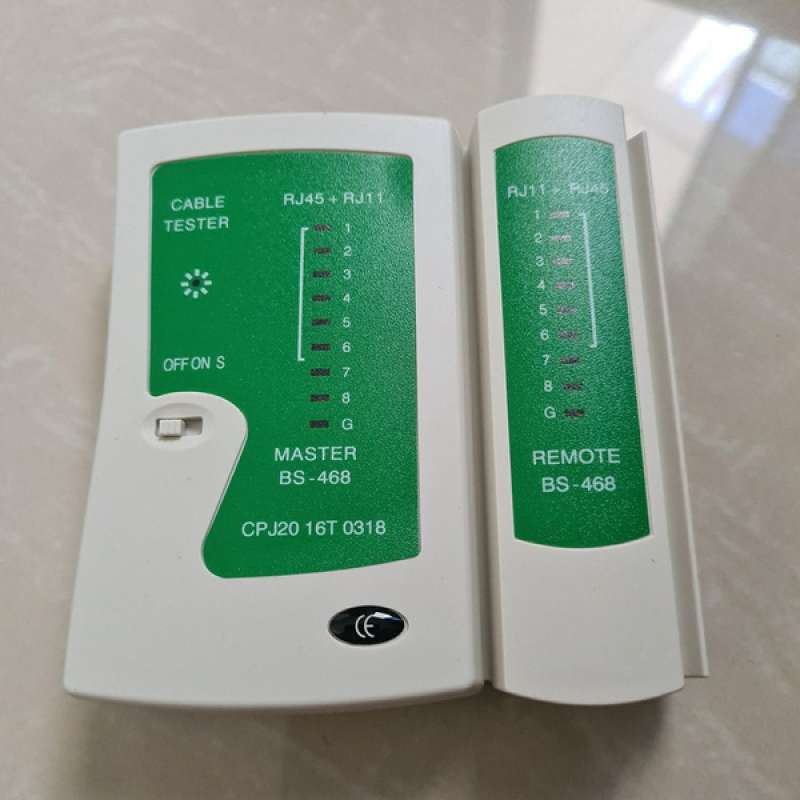 CABLE
TESTER
OFF ON S
RJ45 + RJ11
1
2
3
4
5
6
7
8
G
MASTER
BS-468
CPJ20 16T 0318
CE
RJ11 + RJ45
1
2
3
4
5
6
7
8
G
REMOTE
BS-468